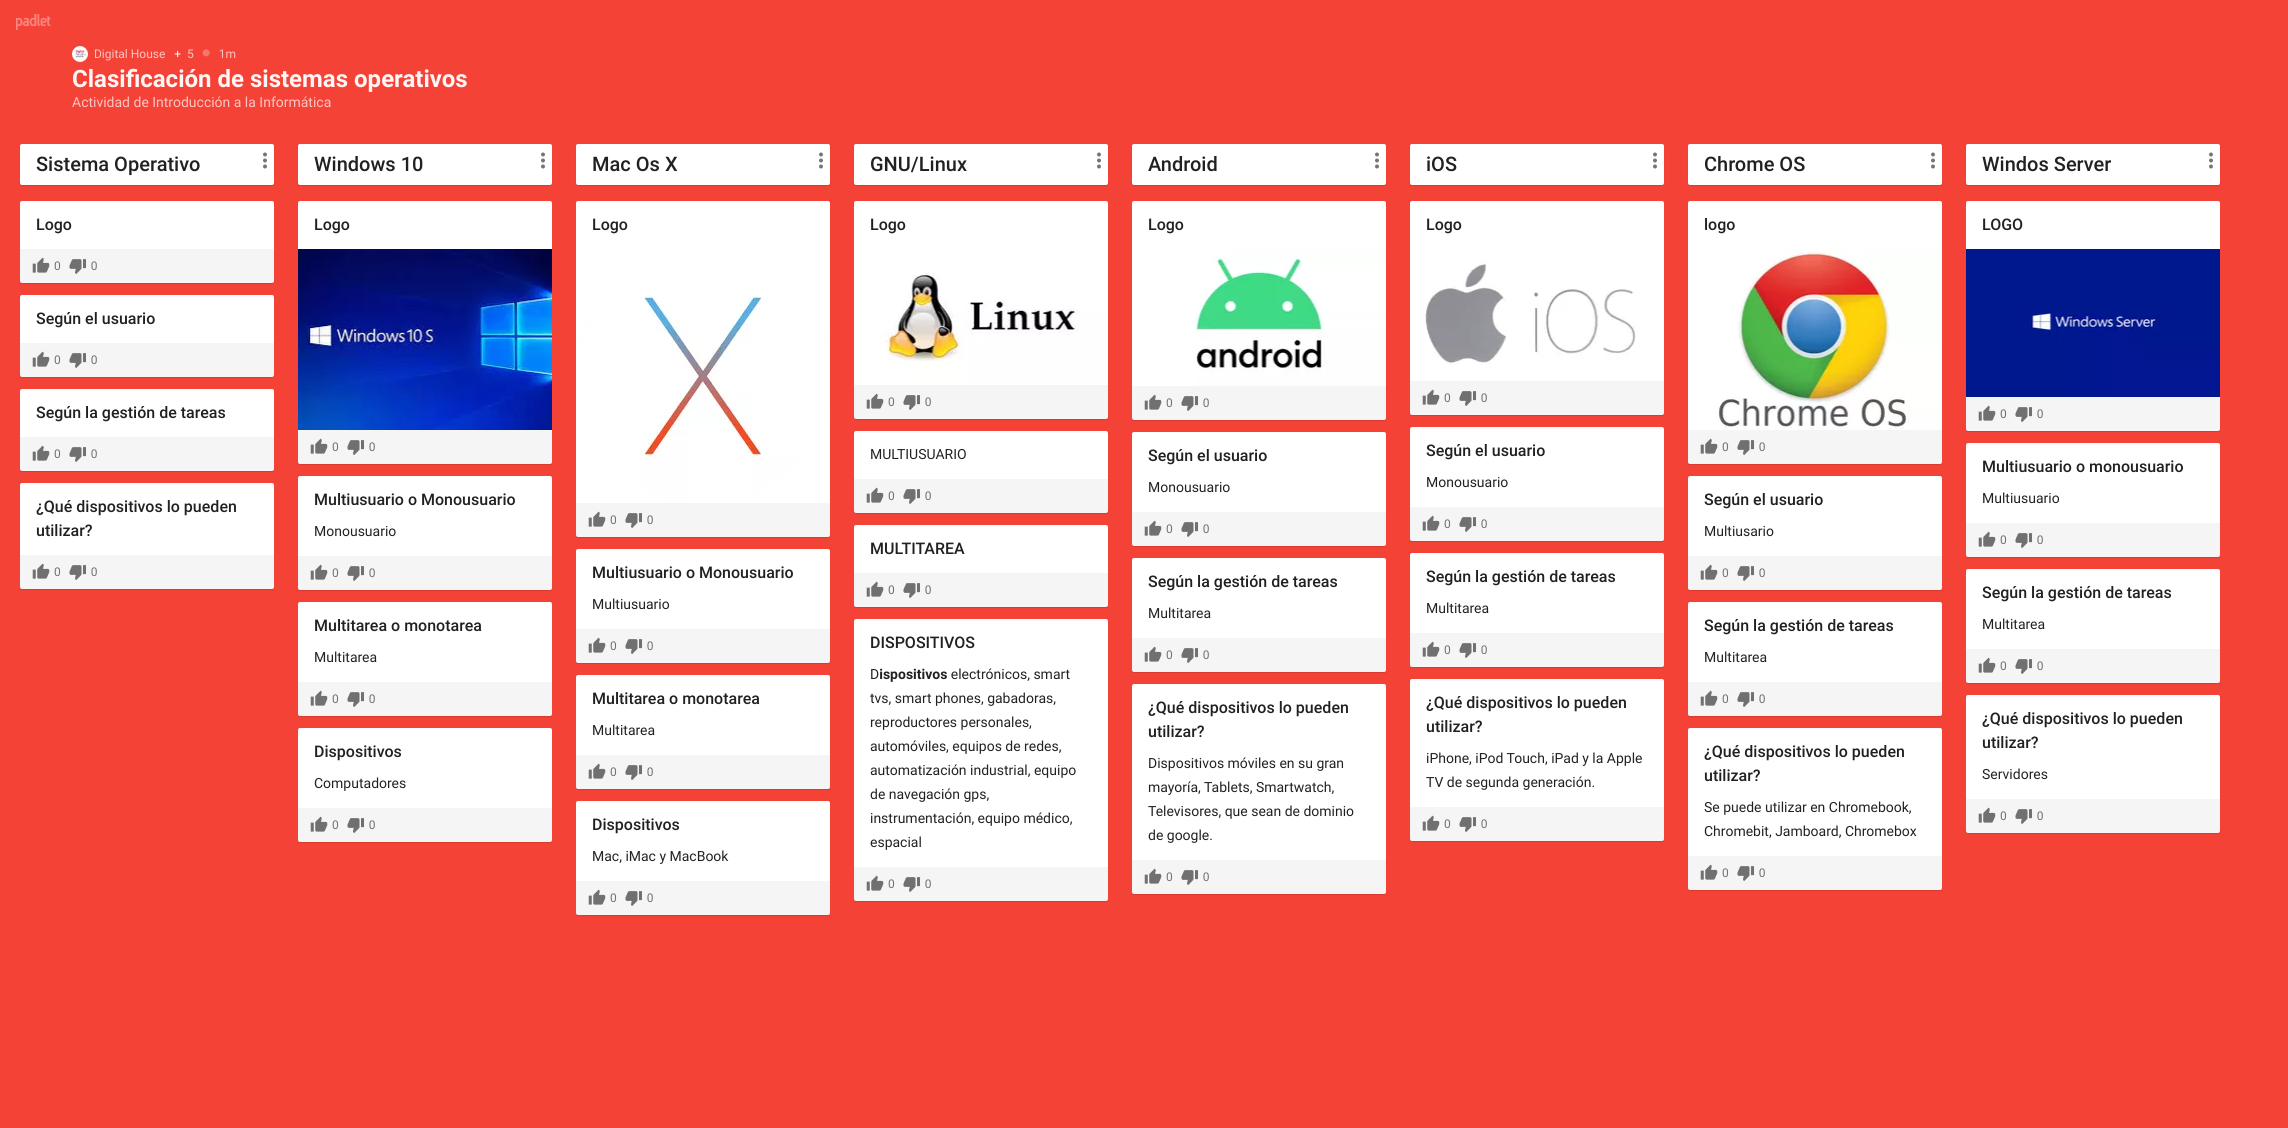 padlet
Digital House + 5 1m
Clasificación de sistemas operativos
Actividad de Introducción a la Informática
Sistema Operativo
Logo
0 0
Según el usuario
0 0
Según la gestión de tareas
0 0
¿Qué dispositivos lo pueden
utilizar?
0 0
Windows 10
Logo
Windows 10 S
0 0
Multiusuario o Monousuario
Monousuario
0 0
Multitarea o monotarea
Multitarea
0 0
Dispositivos
Computadores
0 0
Mac Os X
Logo
0 0
Multiusuario o Monousuario
Multiusuario
0 0
Multitarea o monotarea
Multitarea
0 0
Dispositivos
Mac, iMac y MacBook
0 0
GNU/Linux
Logo
Linux
0 0
MULTIUSUARIO
0 0
MULTITAREA
0 0
DISPOSITIVOS
Dispositivos electrónicos, smart
tvs, smart phones, gabadoras,
reproductores personales,
automóviles, equipos de redes,
automatización industrial, equipo
de navegación gps,
instrumentación, equipo médico,
espacial
0 0
Android
Logo
android
0 0
Según el usuario
Monousuario
0 0
Según la gestión de tareas
Multitarea
0 0
¿Qué dispositivos lo pueden
utilizar?
Dispositivos móviles en su gran
mayoría, Tablets, Smartwatch,
Televisores, que sean de dominio
de google.
0 0
iOS
Logo
iOS
0 0
Según el usuario
Monousuario
0 0
Según la gestión de tareas
Multitarea
0 0
¿Qué dispositivos lo pueden
utilizar?
iPhone, iPod Touch, iPad y la Apple
TV de segunda generación.
0 0
Chrome OS
logo
Chrome OS
0 0
Según el usuario
Multiusario
0 0
Según la gestión de tareas
Multitarea
0 0
¿Qué dispositivos lo pueden
utilizar?
Se puede utilizar en Chromebook,
Chromebit, Jamboard, Chromebox
0 0
Windos Server
LOGO
Windows Server
0 0
Multiusuario o monousuario
Multiusuario
0 0
Según la gestión de tareas
Multitarea
0 0
¿Qué dispositivos lo pueden
utilizar?
Servidores
0 0